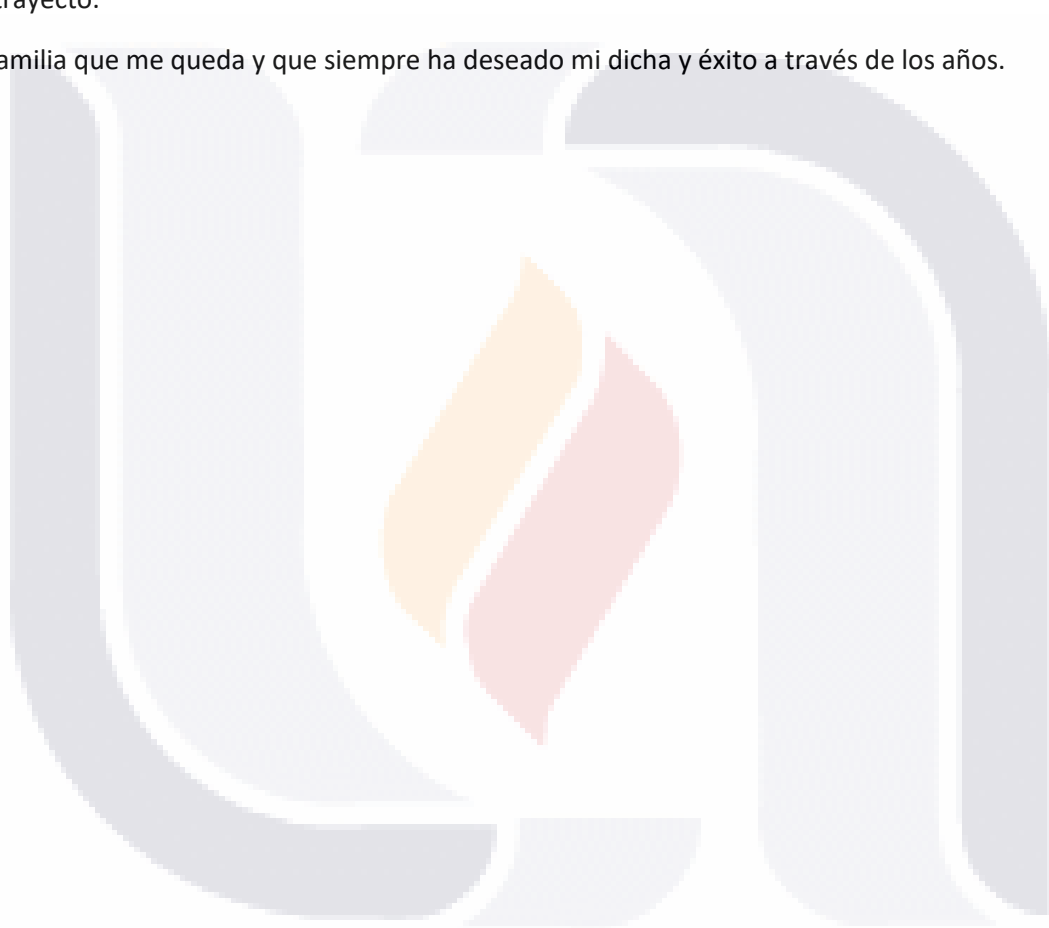 trayecto.
amilia que me queda y que siempre ha deseado mi dicha y éxito a través de los años.